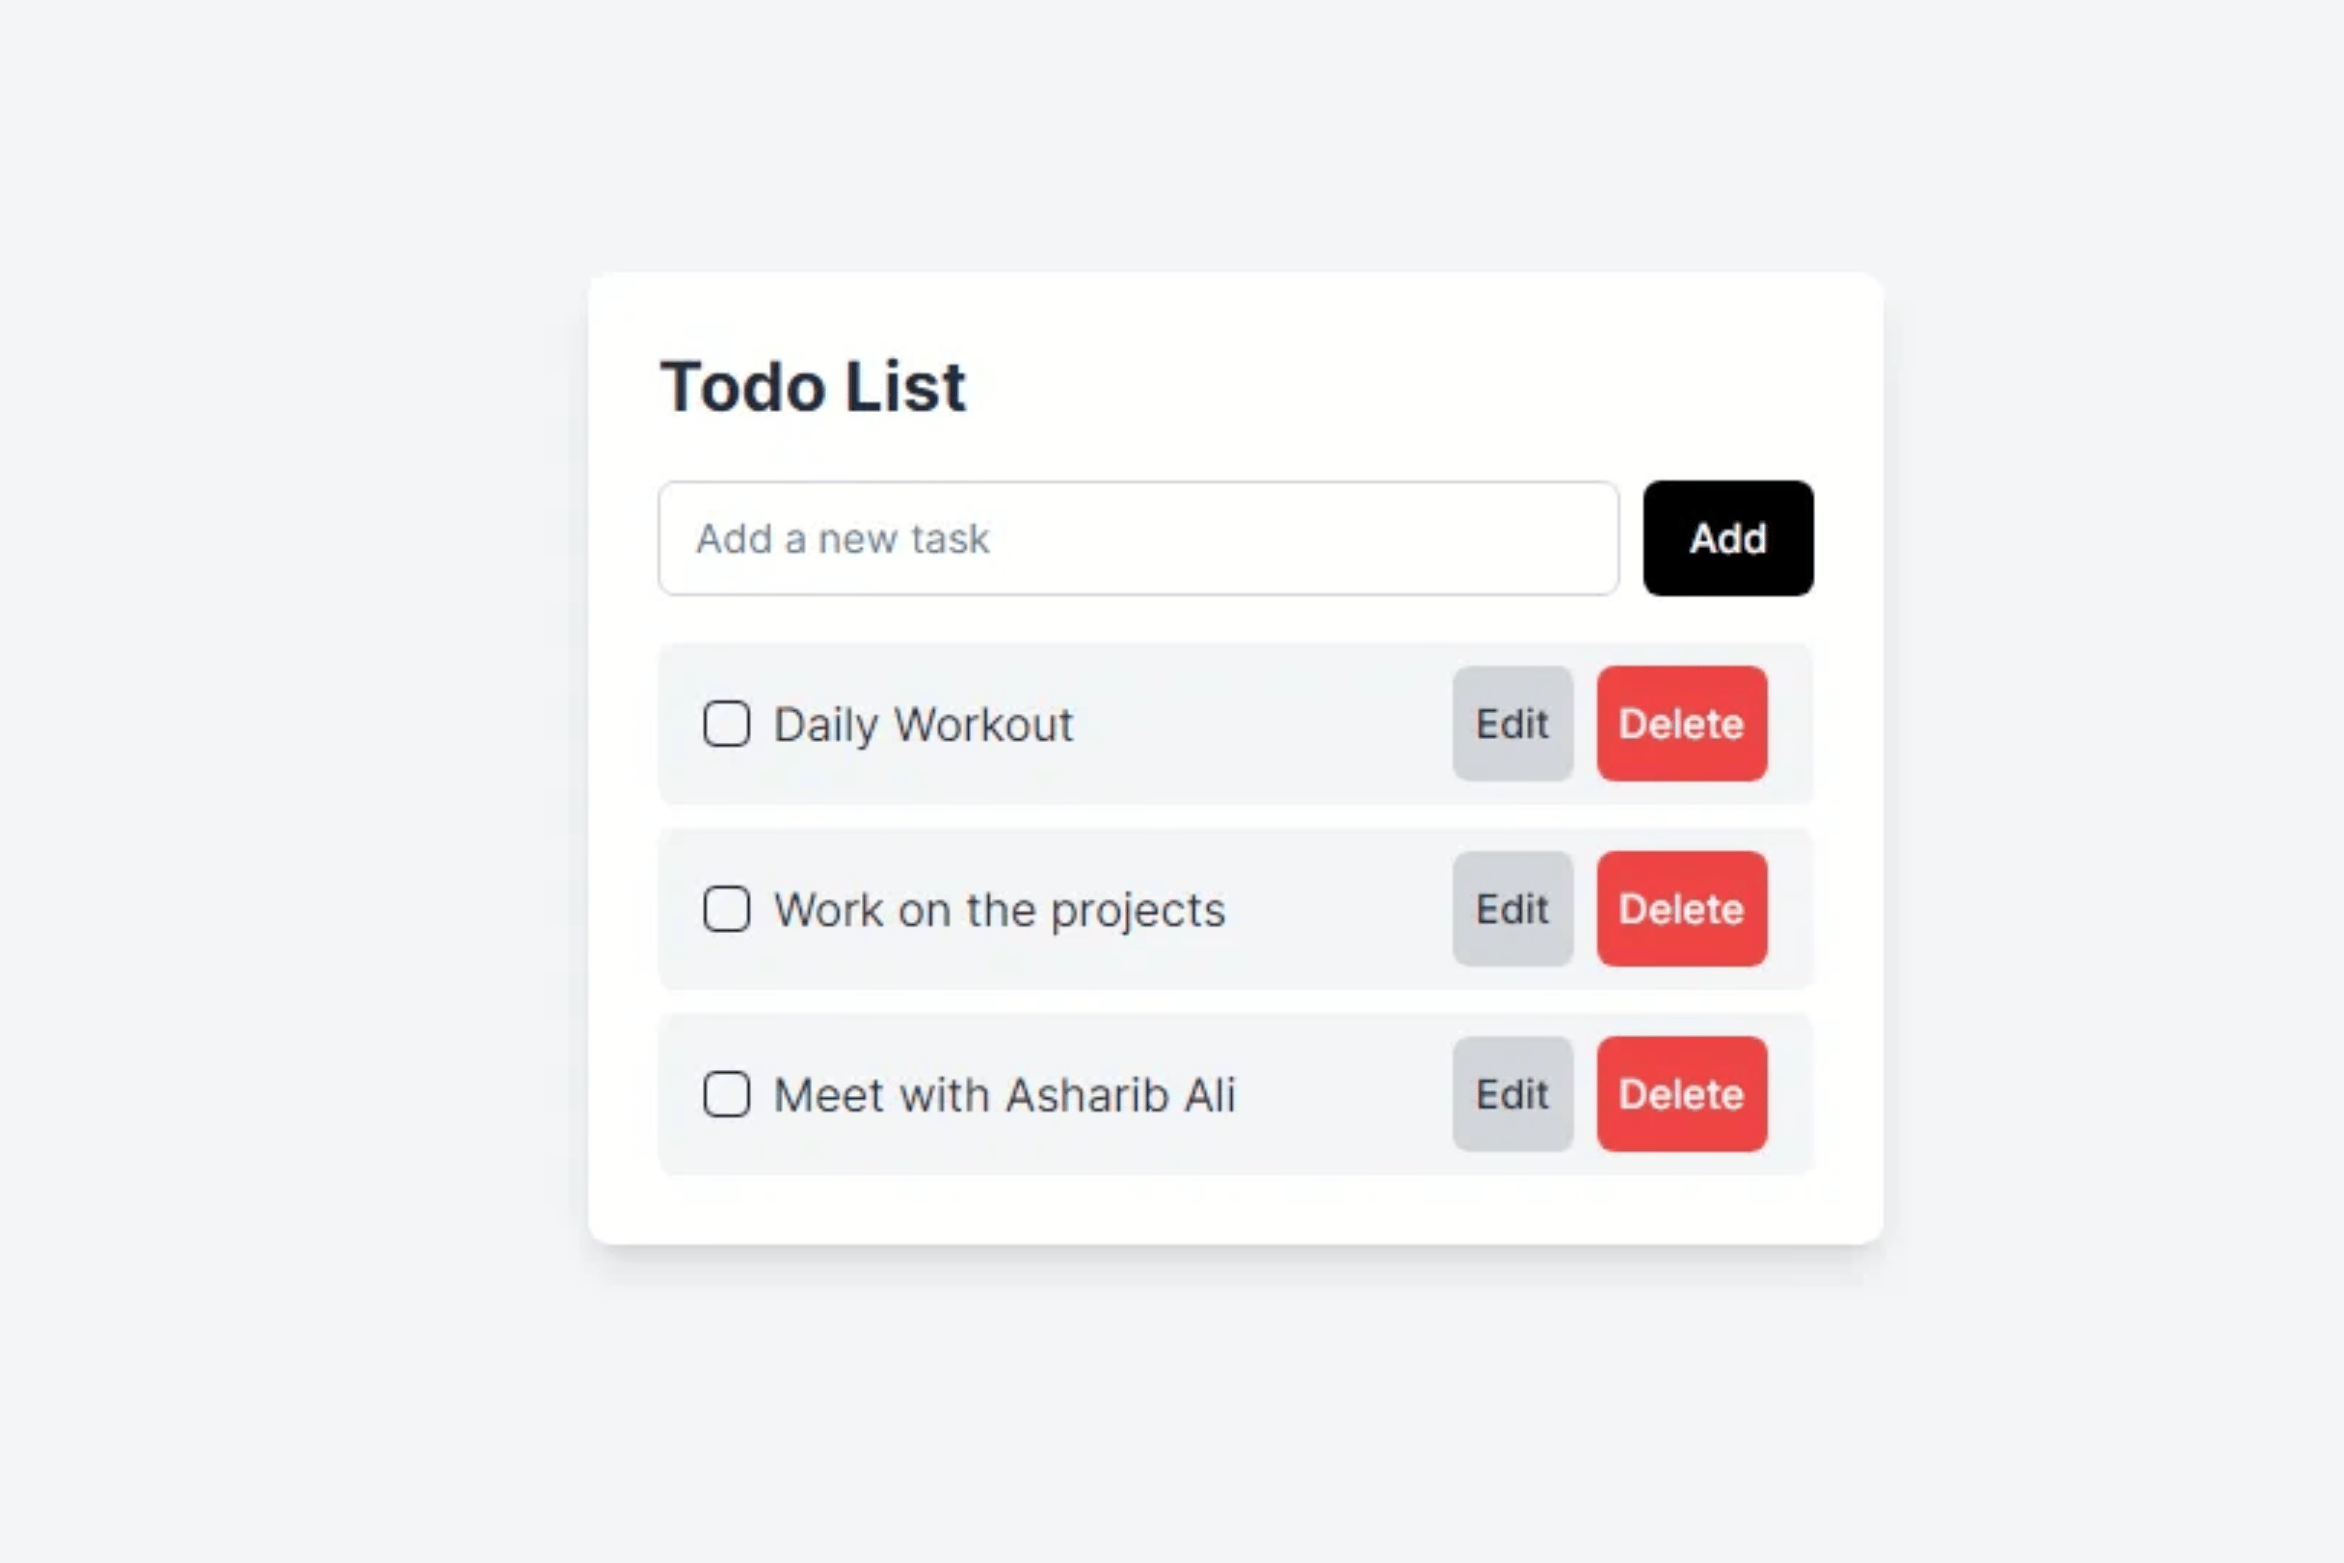 Todo List
Add a new task
Add
Daily Workout
Edit
Delete
Work on the projects
Edit
Delete
Meet with Asharib Ali
Edit
Delete